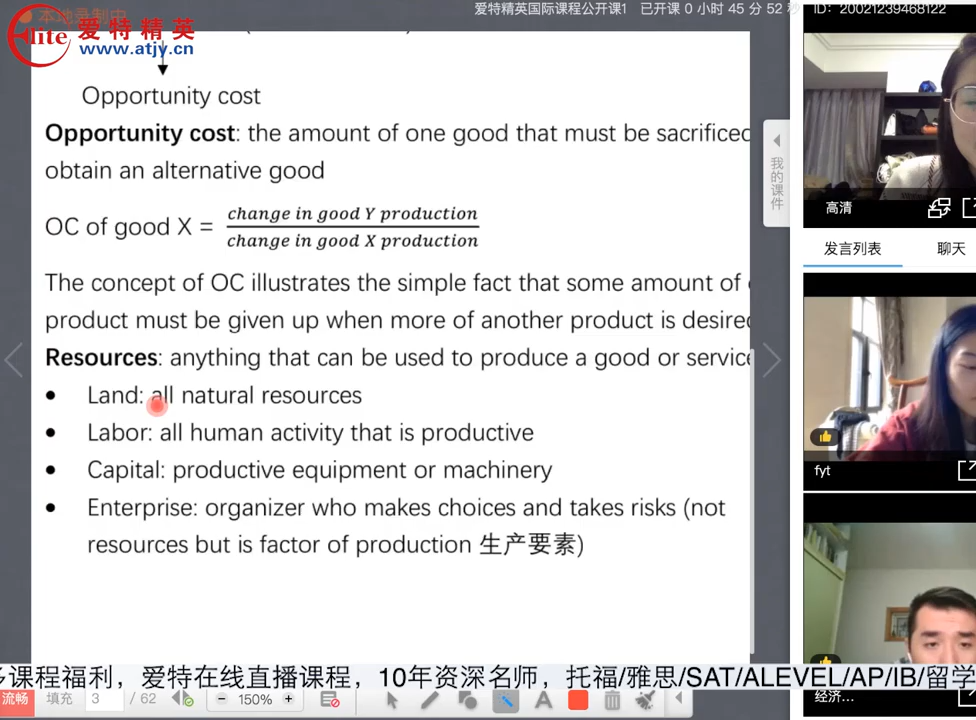 本地录制中
爱特精英国际课程公开课1 已开课 0 小时 45 分 52 秒
ID: 20021239468122
Elite 爱特精英
www.atjy.cn
Opportunity cost
Opportunity cost: the amount of one good that must be sacrificed
obtain an alternative good
OC of good X = change in good Y production
change in good X production
The concept of OC illustrates the simple fact that some amount of
product must be given up when more of another product is desired
Resources: anything that can be used to produce a good or service
• Land: all natural resources
• Labor: all human activity that is productive
• Capital: productive equipment or machinery
• Enterprise: organizer who makes choices and takes risks (not
resources but is factor of production 生产要素)
我的课件
高清
发言列表 聊天
fyt
课程福利，爱特在线直播课程，10年资深名师，托福/雅思/SAT/ALEVEL/AP/IB/留学
流畅 填充 3 / 62 150%
经济...